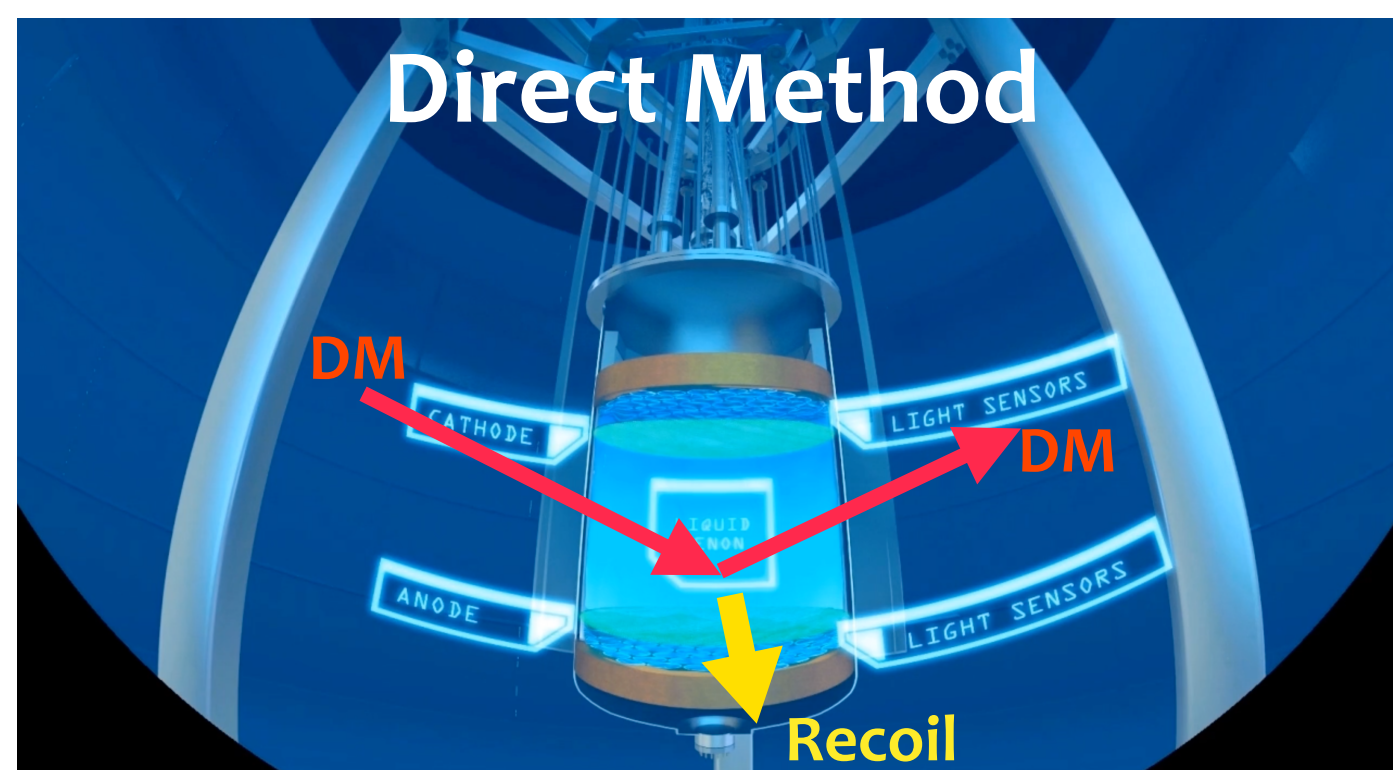 Direct Method
DM
CATHODE
LIGHT SENSORS
DM
ANODE
LIGHT SENSORS
Recoil